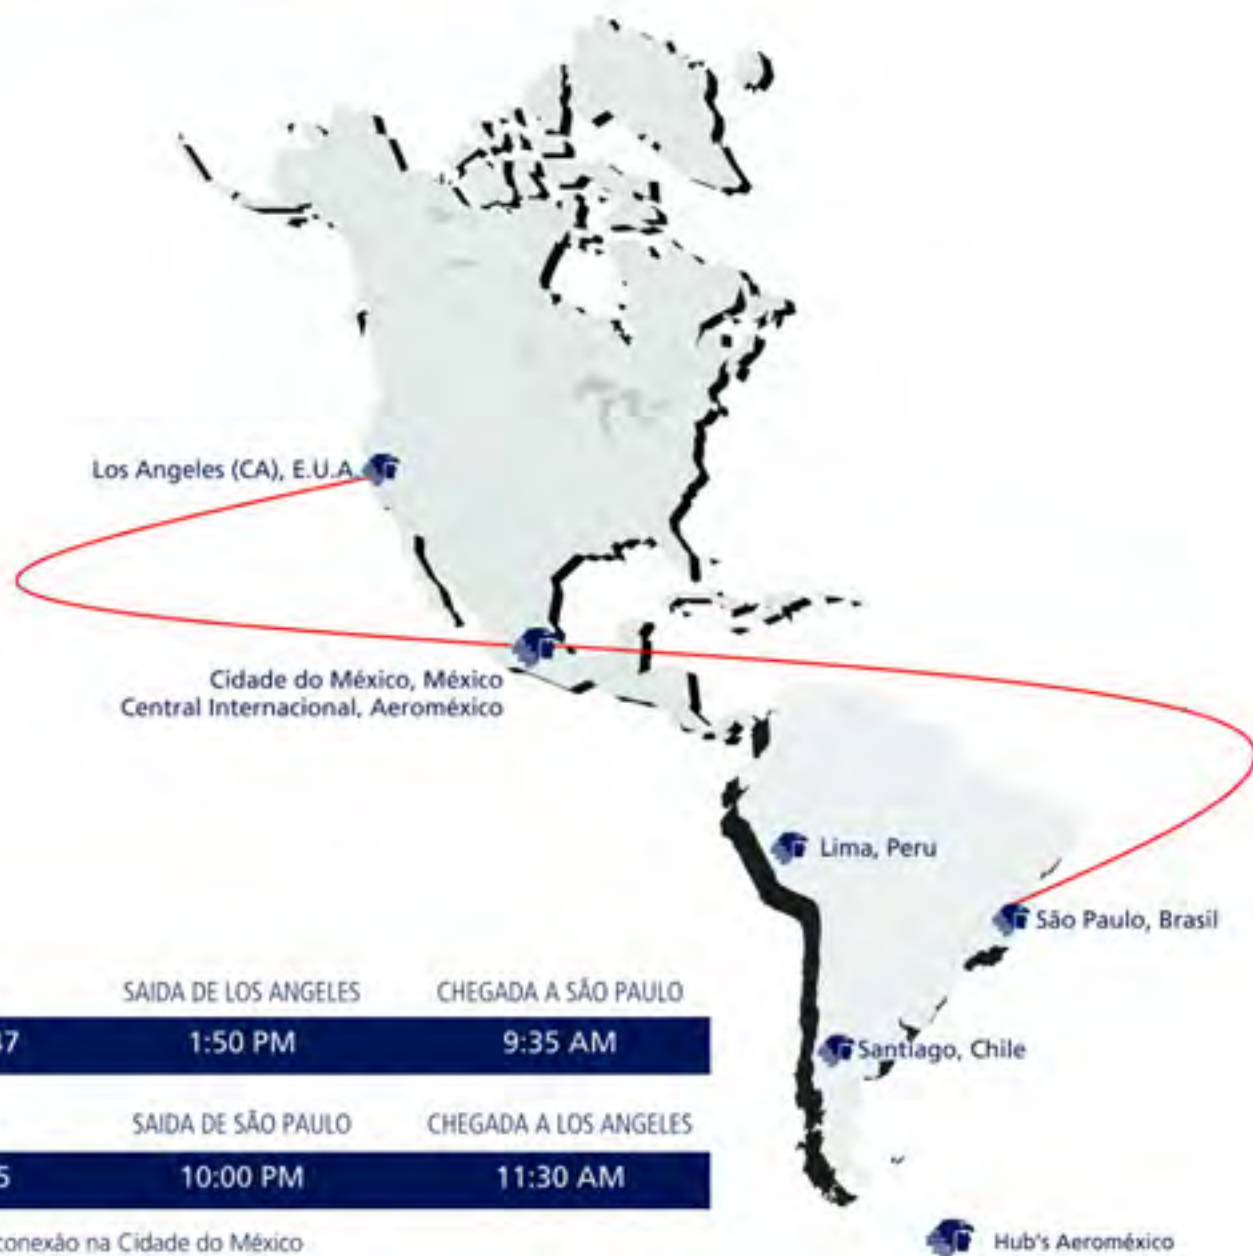 Los Angeles (CA), E.U.A.
Cidade do México, México
Central Internacional, Aeroméxico
Lima, Peru
São Paulo, Brasil
Santiago, Chile
SAIDA DE LOS ANGELES CHEGADA A SÃO PAULO
47 1:50 PM 9:35 AM
SAIDA DE SÃO PAULO CHEGADA A LOS ANGELES
5 10:00 PM 11:30 AM
conexão na Cidade do México
Hub's Aeroméxico